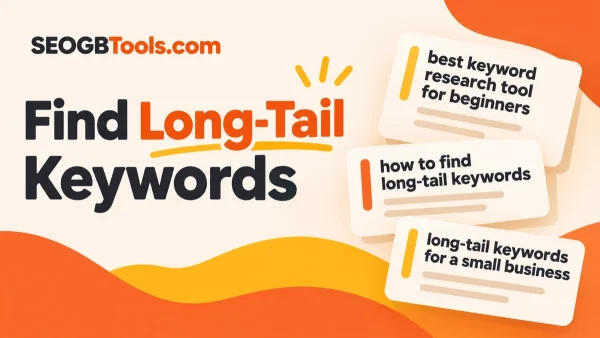 SEOGBTools.com
Find Long-Tail
Keywords
best keyword
research tool
for beginners
how to find
long-tail keywords
long-tail keywords
for a small business